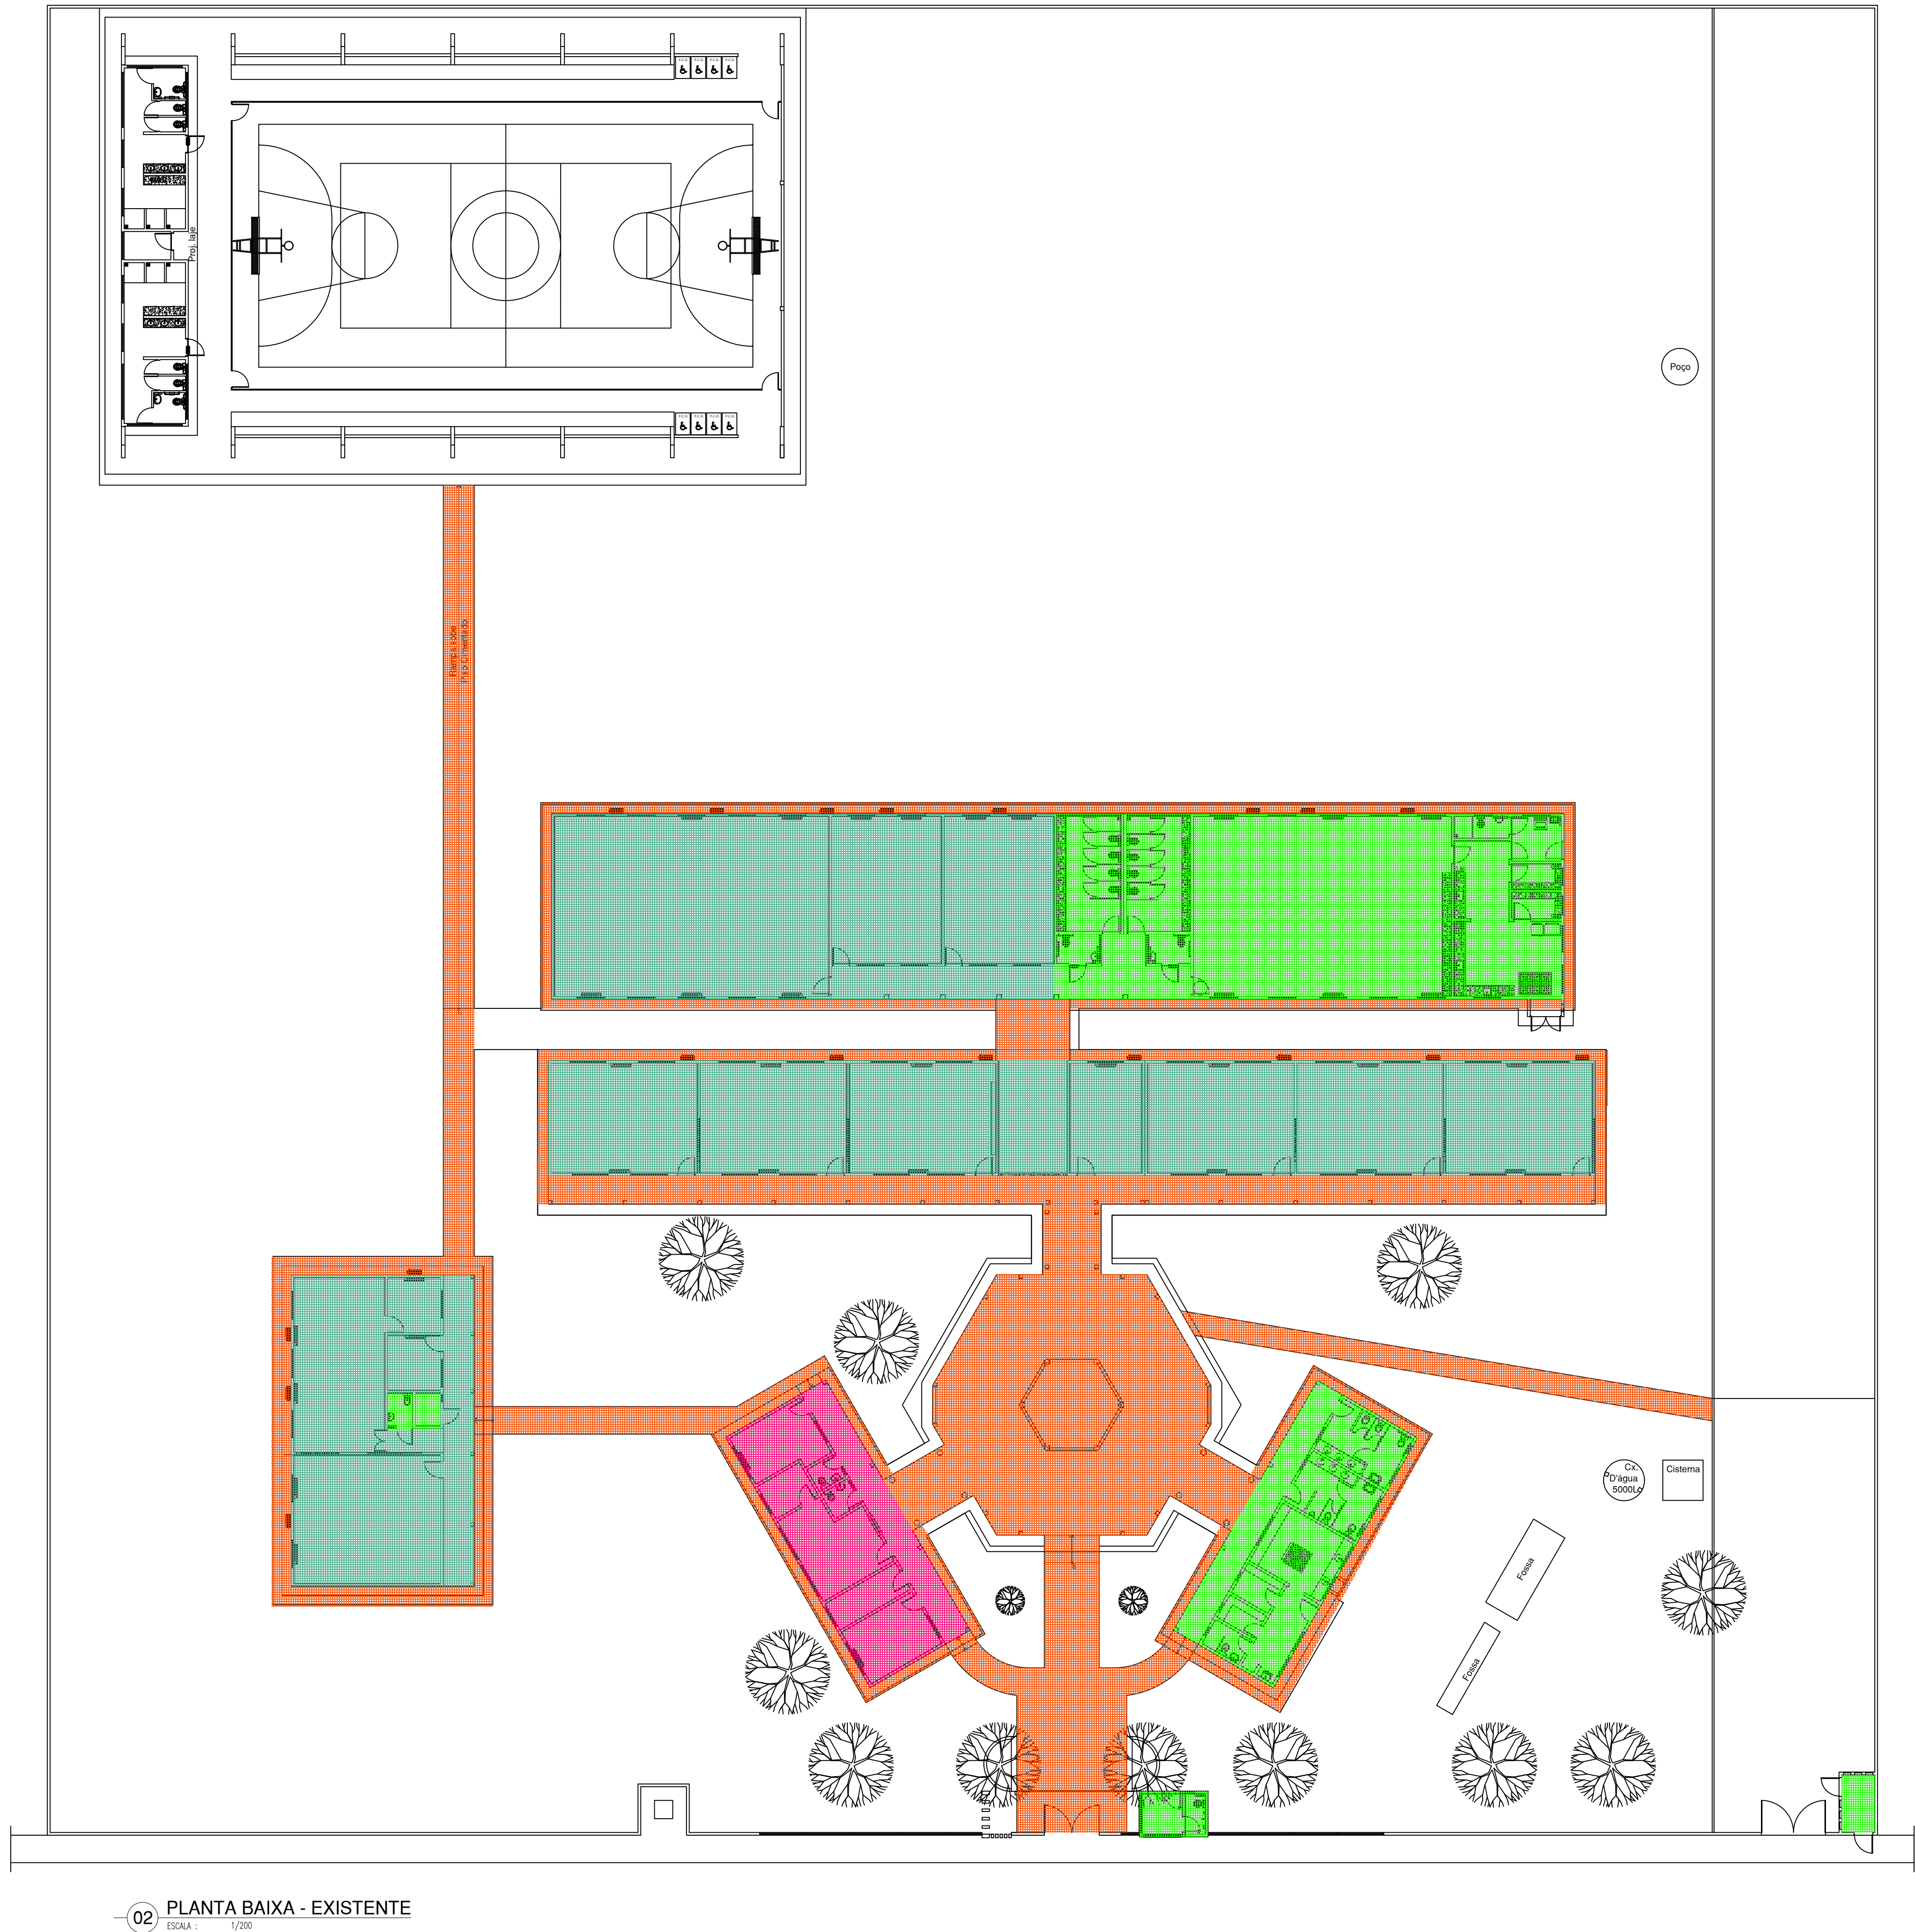 P.C.D. P.C.D. P.C.D. P.C.D.
Proj. laje
Poço
P.C.D. P.C.D. P.C.D. P.C.D.
Rampa sobe
Piso Cimentado
Cx.
D'água
5000L
Cisterna
Fossa
Fossa
02 PLANTA BAIXA - EXISTENTE
ESCALA : 1/200